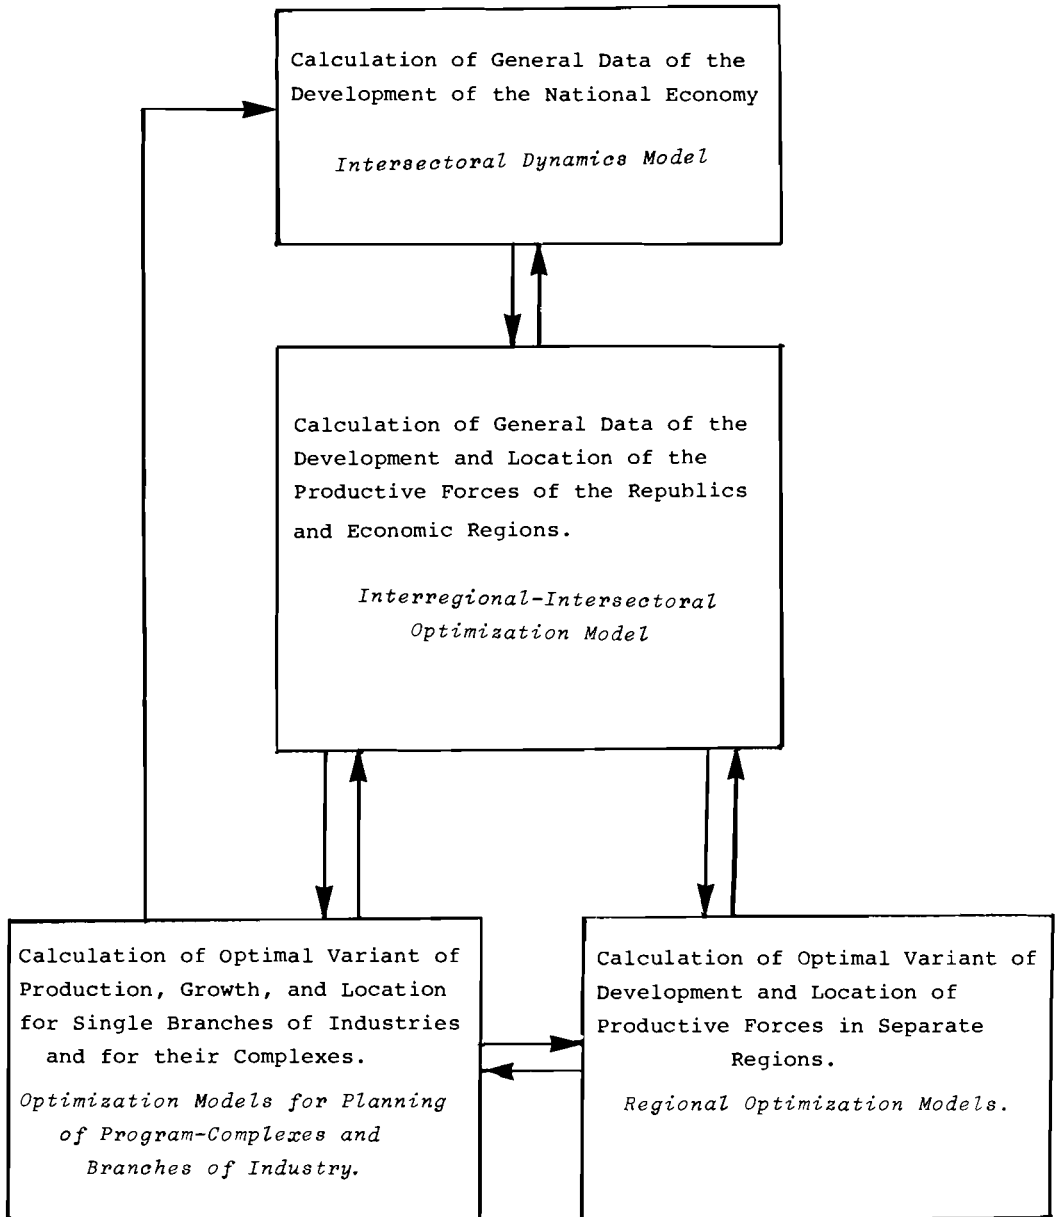 Calculation of General Data of the
Development of the National Economy
Intersectoral Dynamics Model
Calculation of General Data of the
Development and Location of the
Productive Forces of the Republics
and Economic Regions.
Interregional-Intersectoral
Optimization Model
Calculation of Optimal Variant of
Production, Growth, and Location
for Single Branches of Industries
and for their Complexes.
Optimization Models for Planning
of Program-Complexes and
Branches of Industry.
Calculation of Optimal Variant of
Development and Location of
Productive Forces in Separate
Regions.
Regional Optimization Models.